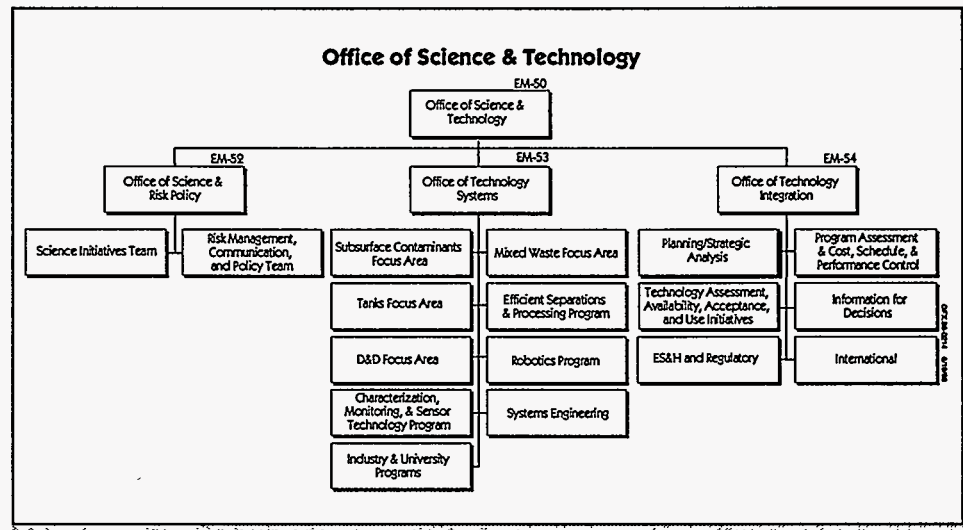 Office of Science & Technology
EM-50
Office of Science &
Technology
EM-52
Office of Science &
Risk Policy
EM-53
Office of Technology
Systems
EM-54
Office of Technology
Integration
Science Initiatives Team
Risk Management,
Communication,
and Policy Team
Subsurface Contaminants
Focus Area
Mixed Waste Focus Area
Tanks Focus Area
Efficient Separations
& Processing Program
D&D Focus Area
Robotics Program
Characterization,
Monitoring, & Sensor
Technology Program
Systems Engineering
Industry & University
Programs
Planning/Strategic
Analysis
Program Assessment
& Cost, Schedule, &
Performance Control
Technology Assessment,
Availability, Acceptance,
and Use Initiatives
Information for
Decisions
ES&H and Regulatory
International